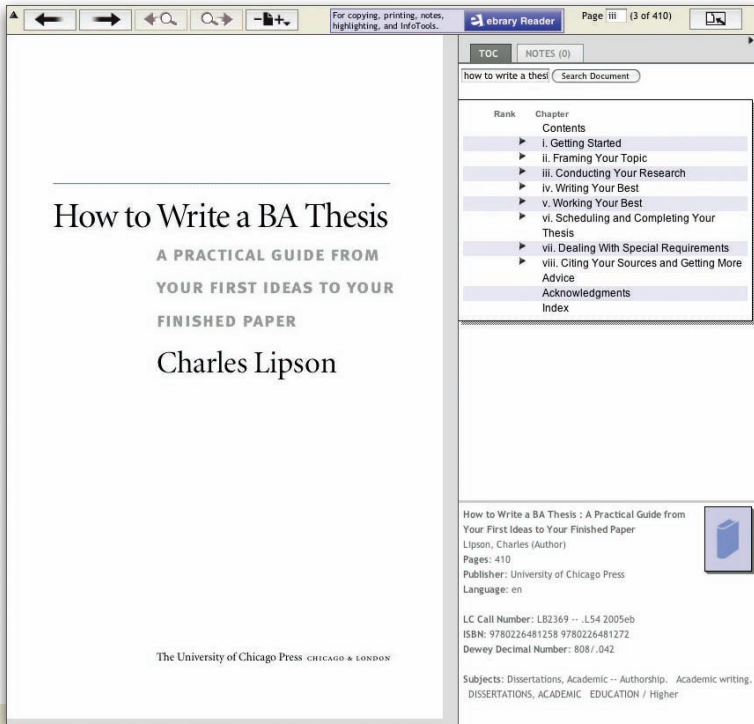 For copying, printing, notes,
highlighting, and InfoTools.
ebrary Reader
Page iii (3 of 410)
TOC
NOTES (0)
how to write a thesi
Search Document
Rank Chapter
Contents
i. Getting Started
ii. Framing Your Topic
iii. Conducting Your Research
iv. Writing Your Best
v. Working Your Best
vi. Scheduling and Completing Your
Thesis
vii. Dealing With Special Requirements
viii. Citing Your Sources and Getting More
Advice
Acknowledgments
Index
How to Write a BA Thesis
A PRACTICAL GUIDE FROM
YOUR FIRST IDEAS TO YOUR
FINISHED PAPER
Charles Lipson
The University of Chicago Press CHICAGO & LONDON
How to Write a BA Thesis : A Practical Guide from
Your First Ideas to Your Finished Paper
Lipson, Charles (Author)
Pages: 410
Publisher: University of Chicago Press
Language: en
LC Call Number: LB2369 -- .L54 2005eb
ISBN: 9780226481258 9780226481272
Dewey Decimal Number: 808/.042
Subjects: Dissertations, Academic -- Authorship. Academic writing.
DISSERTATIONS, ACADEMIC EDUCATION / Higher